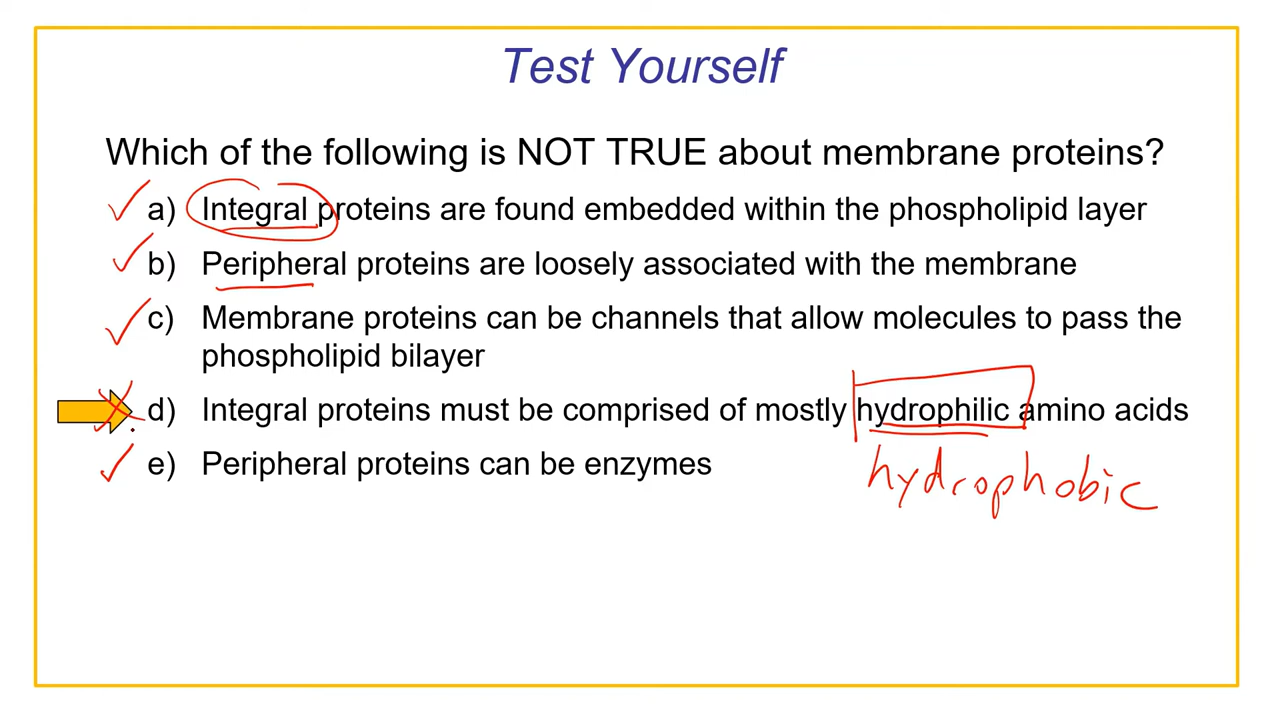 Test Yourself
Which of the following is NOT TRUE about membrane proteins?
a) Integral proteins are found embedded within the phospholipid layer
b) Peripheral proteins are loosely associated with the membrane
c) Membrane proteins can be channels that allow molecules to pass the
phospholipid bilayer
d) Integral proteins must be comprised of mostly hydrophilic amino acids
e) Peripheral proteins can be enzymes
hydrophobic